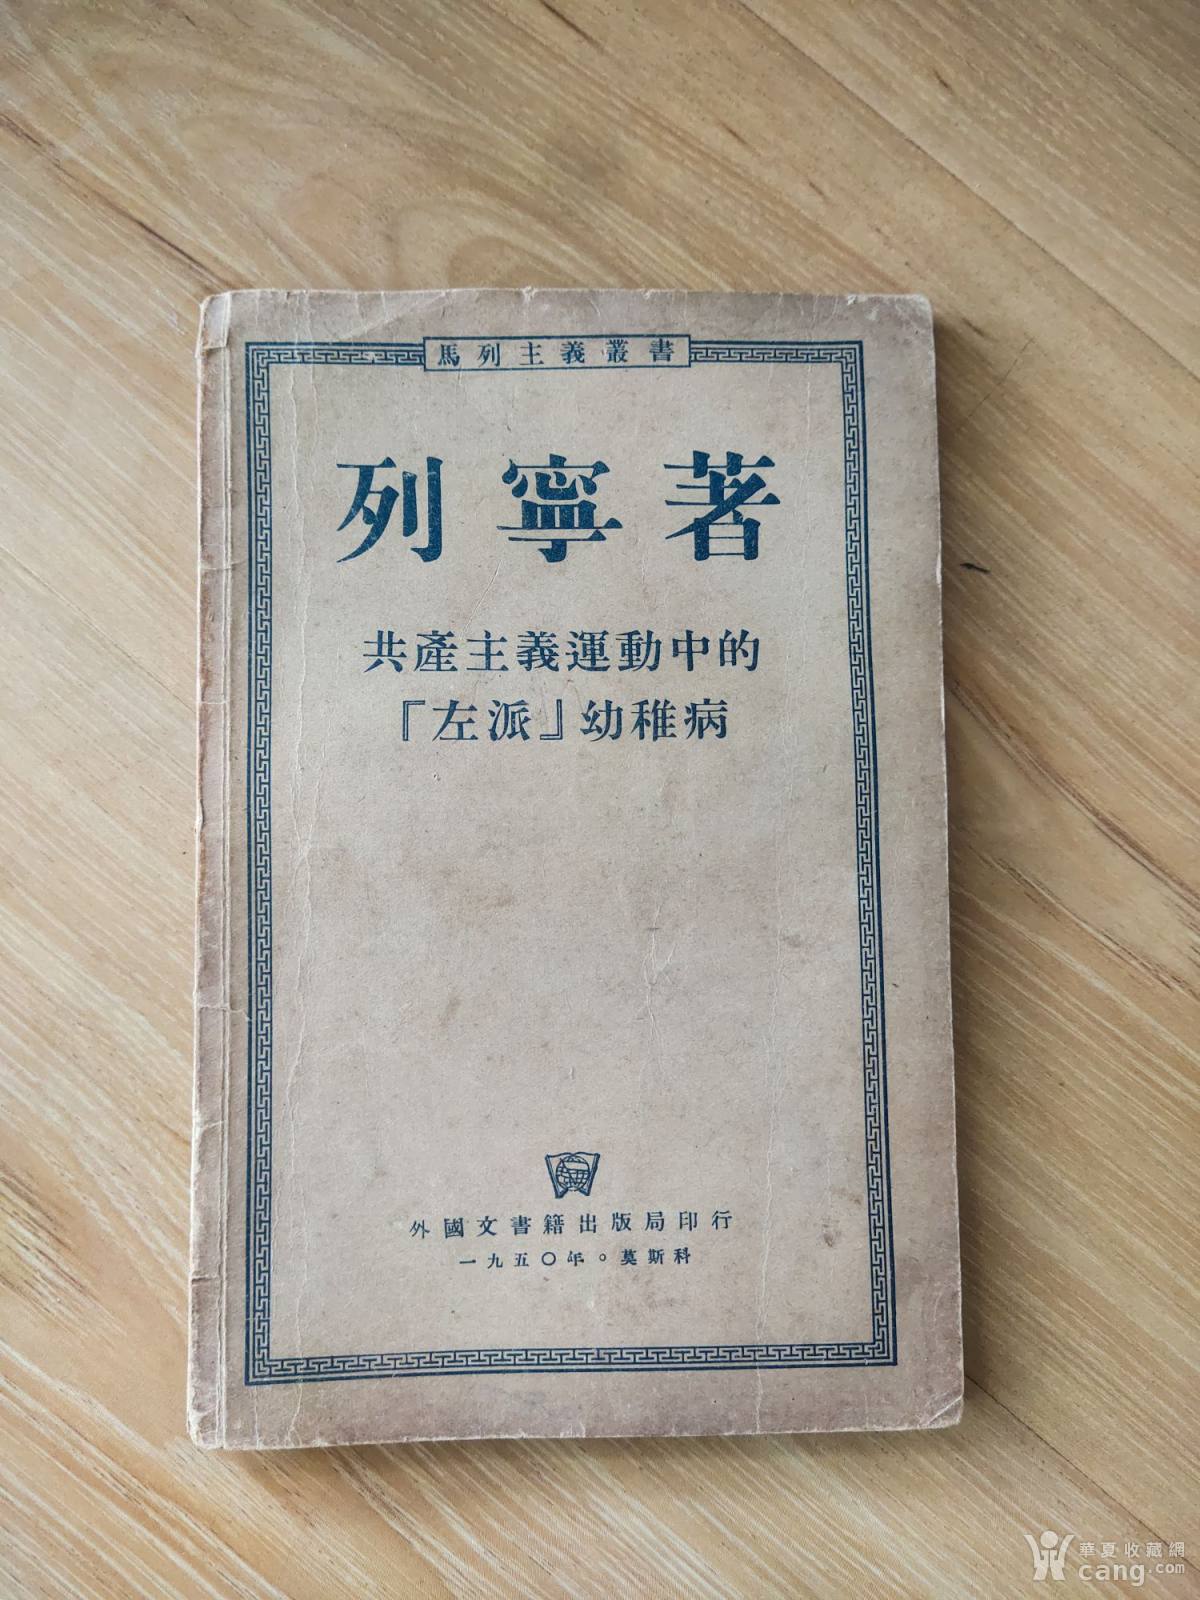 馬列主義叢書
列寧著
共產主義運動中的
『左派』幼稚病
外國文書籍出版局印行
一九五〇年。莫斯科
華夏收藏網
cang.com